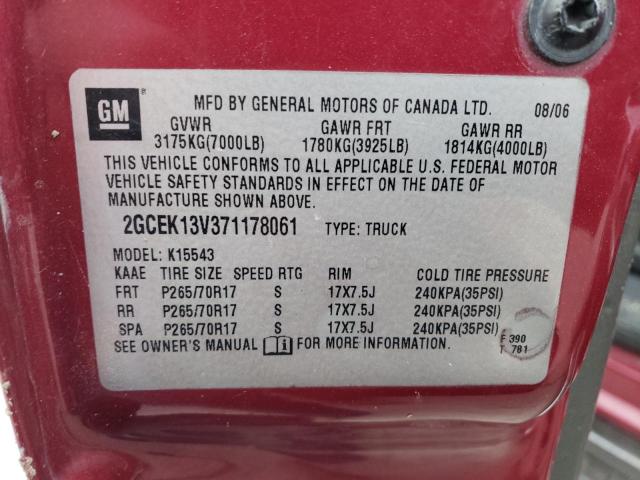 GM
MFD BY GENERAL MOTORS OF CANADA LTD. 08/06
GVWR GAWR FRT GAWR RR
3175KG(7000LB) 1780KG(3925LB) 1814KG(4000LB)
THIS VEHICLE CONFORMS TO ALL APPLICABLE U.S. FEDERAL MOTOR
VEHICLE SAFETY STANDARDS IN EFFECT ON THE DATE OF
MANUFACTURE SHOWN ABOVE.
2GCEK13V371178061 TYPE: TRUCK
MODEL: K15543
KAAE TIRE SIZE SPEED RTG RIM COLD TIRE PRESSURE
FRT P265/70R17 S 17X7.5J 240KPA(35PSI)
RR P265/70R17 S 17X7.5J 240KPA(35PSI)
SPA P265/70R17 S 17X7.5J 240KPA(35PSI)
SEE OWNER'S MANUAL i FOR MORE INFORMATION.
F 390
T 781